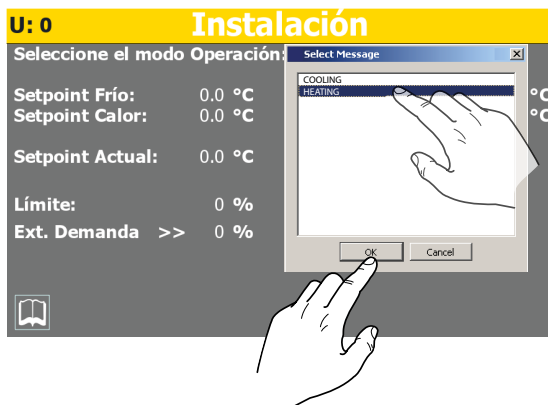 U: 0
Instalación
Seleccione el modo Operación:
Select Message
COOLING
HEATING
Setpoint Frío: 0.0 °C
°C
Setpoint Calor: 0.0 °C
°C
Setpoint Actual: 0.0 °C
Límite: 0 %
Ext. Demanda >> 0 %
OK
Cancel